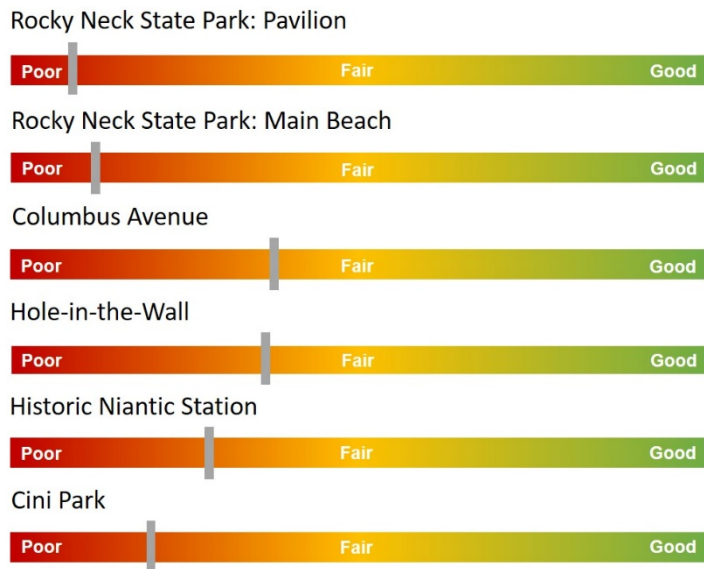 Rocky Neck State Park: Pavilion
Poor Fair Good
Rocky Neck State Park: Main Beach
Poor Fair Good
Columbus Avenue
Poor Fair Good
Hole-in-the-Wall
Poor Fair Good
Historic Niantic Station
Poor Fair Good
Cini Park
Poor Fair Good